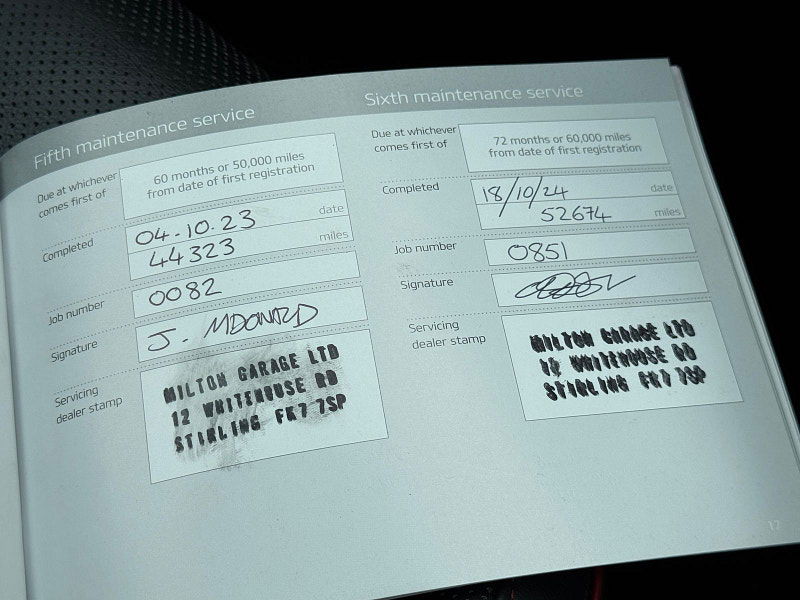 Fifth maintenance service
Due at whichever
comes first of
60 months or 50,000 miles
from date of first registration
Completed
04.10.23 date
44323 miles
Job number
0082
Signature
J. MDONARD
Servicing
dealer stamp
MILTON GARAGE LTD
12 WHITEHOUSE RD
STIRLING FK7 7SP
Sixth maintenance service
Due at whichever
comes first of
72 months or 60,000 miles
from date of first registration
Completed
18/10/24 date
52674 miles
Job number
0851
Signature
Servicing
dealer stamp
MILTON GARAGE LTD
12 WHITEHOUSE RD
STIRLING FK7 7SP
17